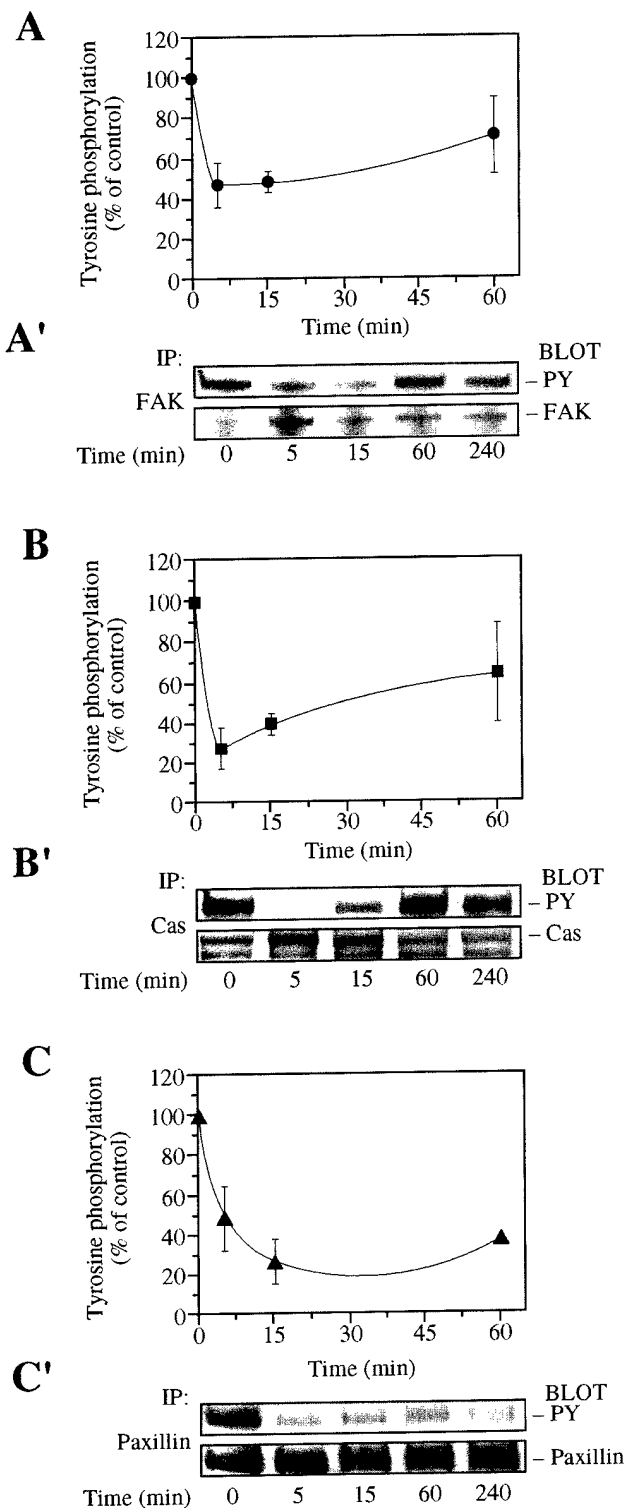 A
Tyrosine phosphorylation
(% of control)
120
100
80
60
40
20
0
0 15 30 45 60
Time (min)
A'
IP: BLOT
FAK
– PY
– FAK
Time (min) 0 5 15 60 240
B
Tyrosine phosphorylation
(% of control)
120
100
80
60
40
20
0
0 15 30 45 60
Time (min)
B'
IP: BLOT
Cas
– PY
– Cas
Time (min) 0 5 15 60 240
C
Tyrosine phosphorylation
(% of control)
120
100
80
60
40
20
0
0 15 30 45 60
Time (min)
C'
IP: BLOT
Paxillin
– PY
– Paxillin
Time (min) 0 5 15 60 240